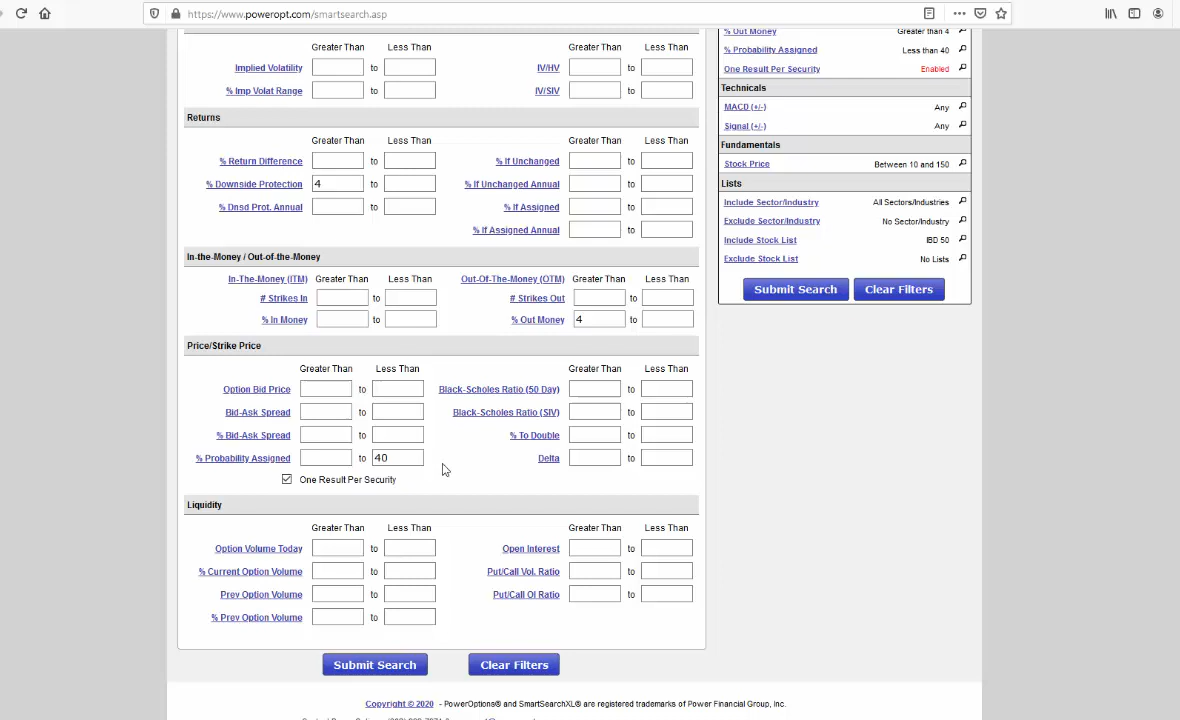 https://www.poweropt.com/smartsearch.asp
% Out Money Greater than 4
Greater Than Less Than Greater Than Less Than
Implied Volatility to IV/HV to
% Imp Volat Range to IV/SIV to
Returns
Greater Than Less Than Greater Than Less Than
% Return Difference to % If Unchanged to
% Downside Protection 4 to % If Unchanged Annual to
% Dnsd Prot. Annual to % If Assigned to
% If Assigned Annual to
In-the-Money / Out-of-the-Money
In-The-Money (ITM) Greater Than Less Than Out-Of-The-Money (OTM) Greater Than Less Than
# Strikes In to # Strikes Out to
% In Money to % Out Money 4 to
Price/Strike Price
Greater Than Less Than Greater Than Less Than
Option Bid Price to Black-Scholes Ratio (50 Day) to
Bid-Ask Spread to Black-Scholes Ratio (SIV) to
% Bid-Ask Spread to % To Double to
% Probability Assigned to 40 Delta to
One Result Per Security
Liquidity
Greater Than Less Than Greater Than Less Than
Option Volume Today to Open Interest to
% Current Option Volume to Put/Call Vol. Ratio to
Prev Option Volume to Put/Call OI Ratio to
% Prev Option Volume to
Submit Search Clear Filters
% Probability Assigned Less than 40
One Result Per Security Enabled
Technicals
MACD (+/-) Any
Signal (+/-) Any
Fundamentals
Stock Price Between 10 and 150
Lists
Include Sector/Industry All Sectors/Industries
Exclude Sector/Industry No Sector/Industry
Include Stock List IBD 50
Exclude Stock List No Lists
Submit Search Clear Filters
Copyright © 2020 - PowerOptions® and SmartSearchXL® are registered trademarks of Power Financial Group, Inc.